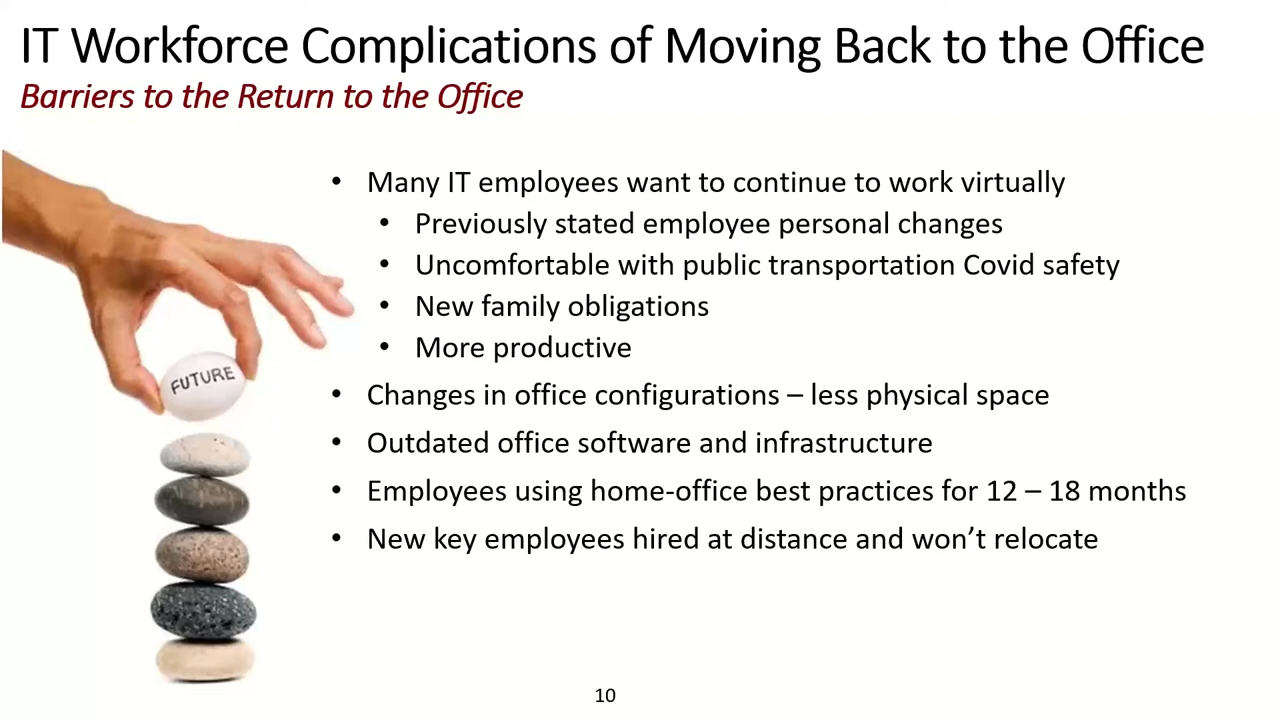 IT Workforce Complications of Moving Back to the Office
Barriers to the Return to the Office
• Many IT employees want to continue to work virtually
• Previously stated employee personal changes
• Uncomfortable with public transportation Covid safety
• New family obligations
• More productive
• Changes in office configurations – less physical space
• Outdated office software and infrastructure
• Employees using home-office best practices for 12 – 18 months
• New key employees hired at distance and won’t relocate
FUTURE
10